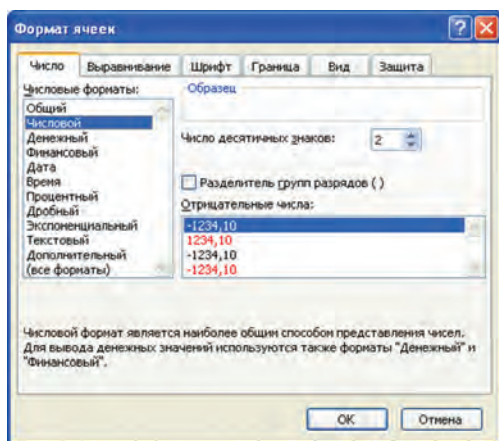 Формат ячеек
Число Выравнивание Шрифт Граница Вид Защита
Числовые форматы:
Образец
Общий
Числовой
Денежный
Финансовый
Дата
Время
Процентный
Дробный
Экспоненциальный
Текстовый
Дополнительный
(все форматы)
Число десятичных знаков: 2
Разделитель групп разрядов ( )
Отрицательные числа:
-1234,10
1234,10
-1234,10
-1234,10
Числовой формат является наиболее общим способом представления чисел.
Для вывода денежных значений используются также форматы "Денежный" и
"Финансовый".
ОК Отмена